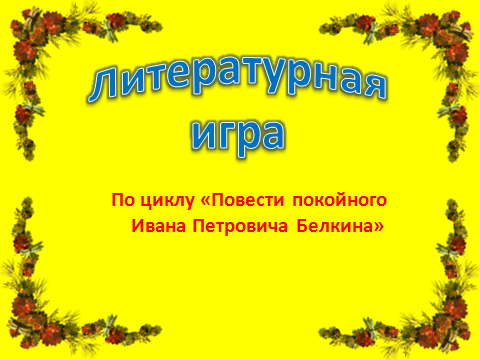 Литературная
игра
По циклу «Повести покойного
Ивана Петровича Белкина»